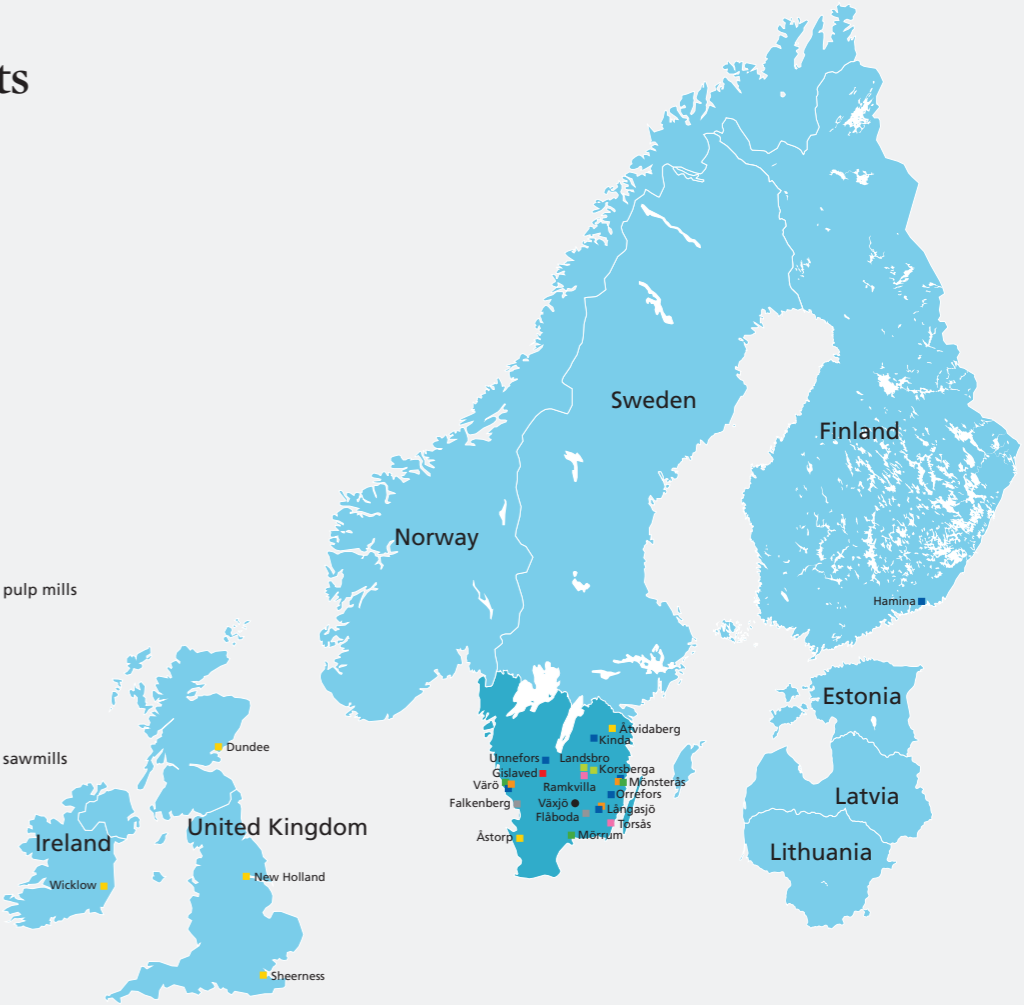 ts
Sweden
Finland
Norway
pulp mills
Hamina
Estonia
Åtvidaberg
Kinda
Dundee
sawmills
Unnefors
Landsbro
Gislaved
Korsberga
Värö
Ramkvilla
Mönsterås
Orrefors
Latvia
Falkenberg
Växjö
Långasjö
Flåboda
Torsås
United Kingdom
Ireland
Åstorp
Mörrum
Lithuania
New Holland
Wicklow
Sheerness